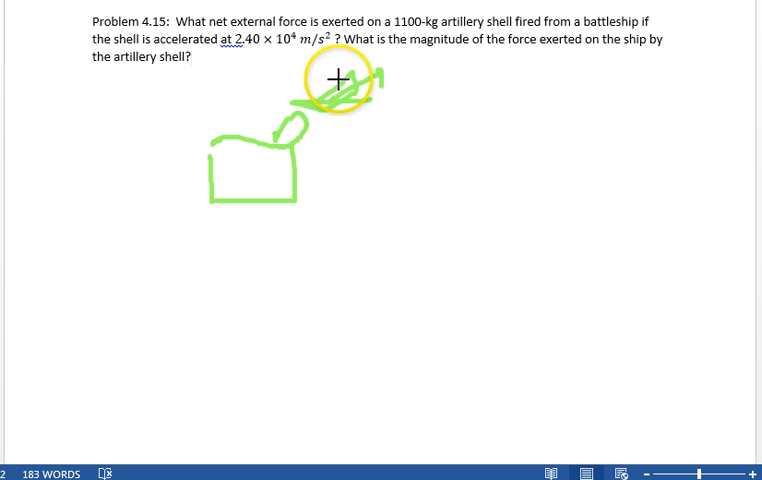 Problem 4.15:  What net external force is exerted on a 1100-kg artillery shell fired from a battleship if
the shell is accelerated at 2.40 × 10⁴ m/s² ? What is the magnitude of the force exerted on the ship by
the artillery shell?
2   183 WORDS